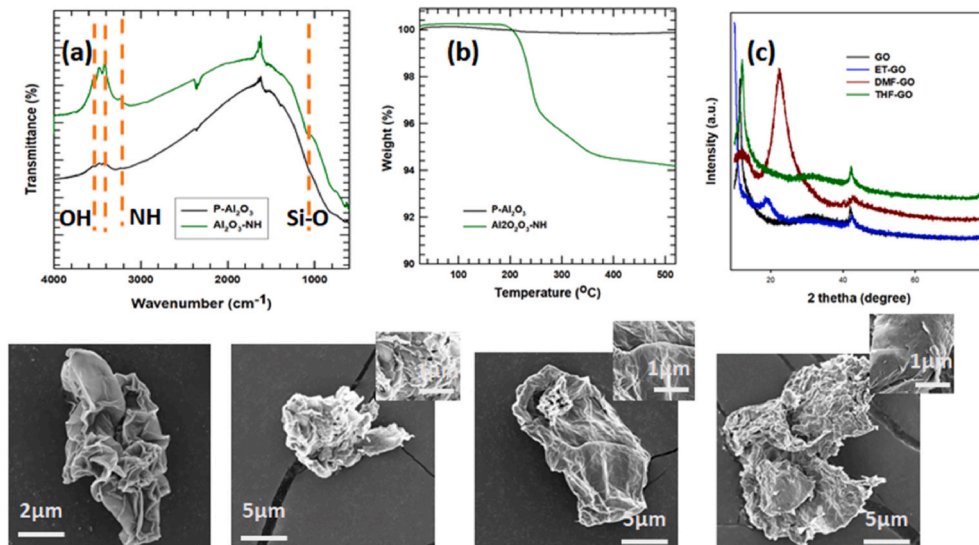 (a)
Transmittance (%)
OH
NH
Si-O
P-Al₂O₃
Al₂O₃-NH
4000 3000 2000 1000
Wavenumber (cm⁻¹)
(b)
Weight (%)
100
98
96
94
92
90
P-Al₂O₃
Al2O₂O₃-NH
100 200 300 400 500
Temperature (⁰C)
(c)
Intensity (a.u.)
GO
ET-GO
DMF-GO
THF-GO
20 40 60
2 thetha (degree)
2µm
5µm
1µm
5µm
1µm
5µm